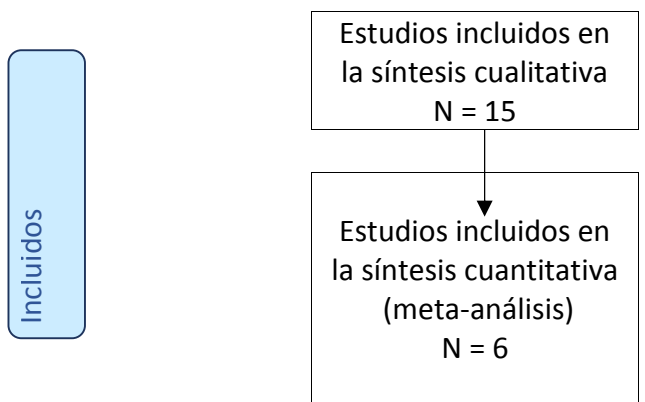 Incluidos
Estudios incluidos en
la síntesis cualitativa
N = 15
Estudios incluidos en
la síntesis cuantitativa
(meta-análisis)
N = 6